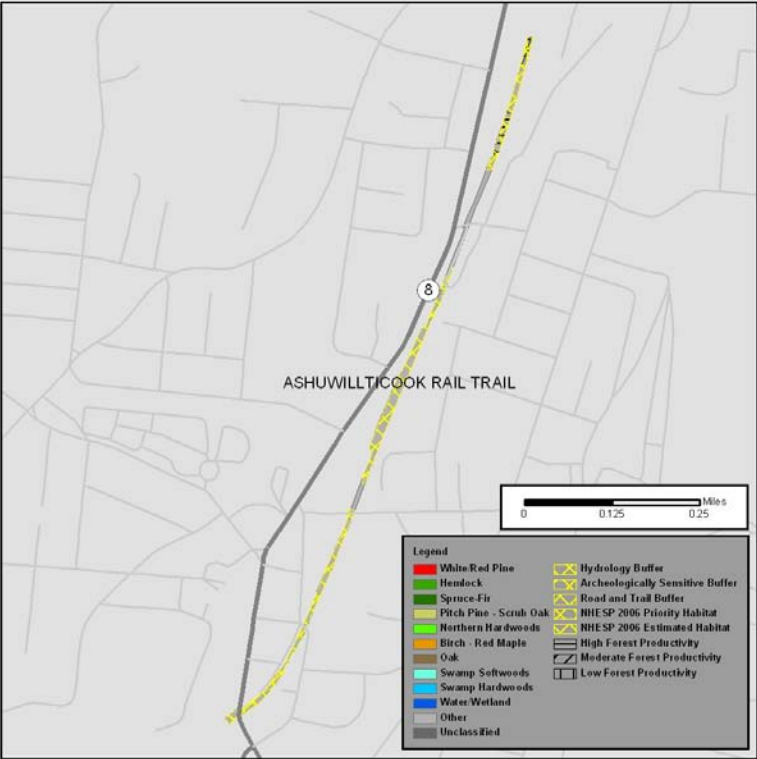 8
ASHUWILLTICOOK RAIL TRAIL
Miles
0 0.125 0.25
Legend
White/Red Pine
Hemlock
Spruce-Fir
Pitch Pine - Scrub Oak
Northern Hardwoods
Birch - Red Maple
Oak
Swamp Softwoods
Swamp Hardwoods
Water/Wetland
Other
Unclassified
Hydrology Buffer
Archeologically Sensitive Buffer
Road and Trail Buffer
NHESP 2006 Priority Habitat
NHESP 2006 Estimated Habitat
High Forest Productivity
Moderate Forest Productivity
Low Forest Productivity